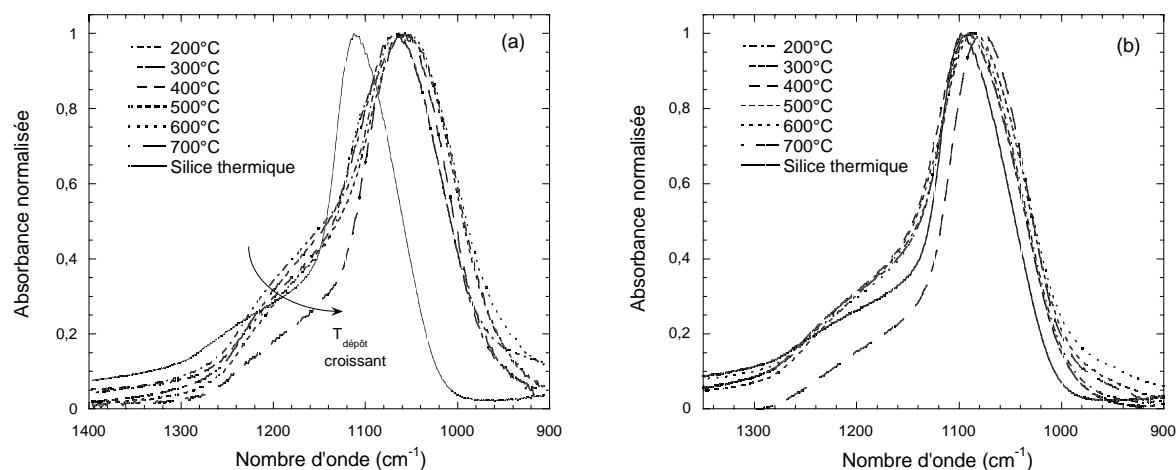 (a)
200°C
300°C
400°C
500°C
600°C
700°C
Silice thermique
T dépôt
croissant
Absorbance normalisée
1
0,8
0,6
0,4
0,2
0
1400
1300
1200
1100
1000
900
Nombre d'onde (cm-1)
(b)
200°C
300°C
400°C
500°C
600°C
700°C
Silice thermique
Absorbance normalisée
1
0,8
0,6
0,4
0,2
0
1300
1200
1100
1000
900
Nombre d'onde (cm-1)